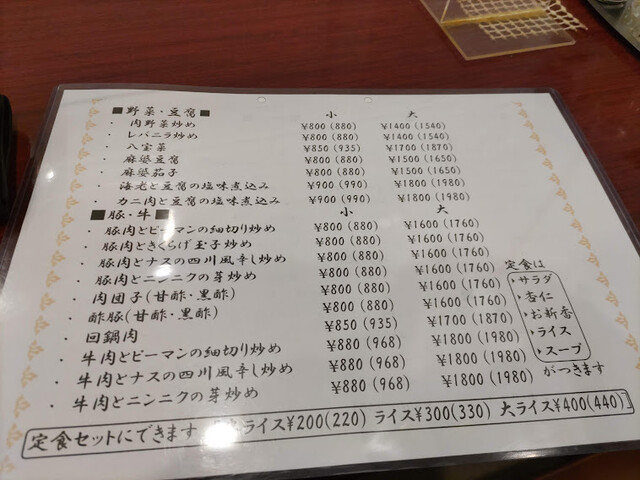 ■野菜・豆腐■ 小 大
・肉野菜炒め ¥800(880) ¥1400(1540)
・レバニラ炒め ¥800(880) ¥1400(1540)
・八宝菜 ¥850(935) ¥1700(1870)
・麻婆豆腐 ¥800(880) ¥1500(1650)
・麻婆茄子 ¥800(880) ¥1500(1650)
・海老と豆腐の塩味煮込み ¥900(990) ¥1800(1980)
・カニ肉と豆腐の塩味煮込み ¥900(990) ¥1800(1980)
■豚・牛■ 小 大
・豚肉とピーマンの細切り炒め ¥800(880) ¥1600(1760)
・豚肉ときくらげ玉子炒め ¥800(880) ¥1600(1760)
・豚肉とナスの四川風辛し炒め ¥800(880) ¥1600(1760)
・豚肉とニンニクの芽炒め ¥800(880) ¥1600(1760)
・肉団子(甘酢・黒酢) ¥800(880) ¥1600(1760)
・酢豚(甘酢・黒酢) ¥800(880) ¥1600(1760)
・回鍋肉 ¥850(935) ¥1700(1870)
・牛肉とピーマンの細切り炒め ¥880(968) ¥1800(1980)
・牛肉とナスの四川風辛し炒め ¥880(968) ¥1800(1980)
・牛肉とニンニクの芽炒め ¥880(968) ¥1800(1980)
定食は
・サラダ
・杏仁
・お新香
・ライス
・スープ
がつきます
定食セットにできます ライス¥200(220) ライス¥300(330) 大ライス¥400(440)]